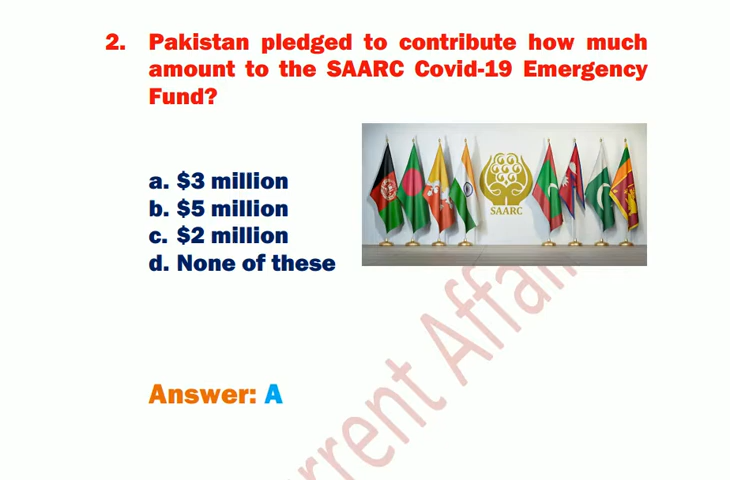 2. Pakistan pledged to contribute how much
amount to the SAARC Covid-19 Emergency
Fund?
a. $3 million
b. $5 million
c. $2 million
d. None of these
SAARC
Answer: A